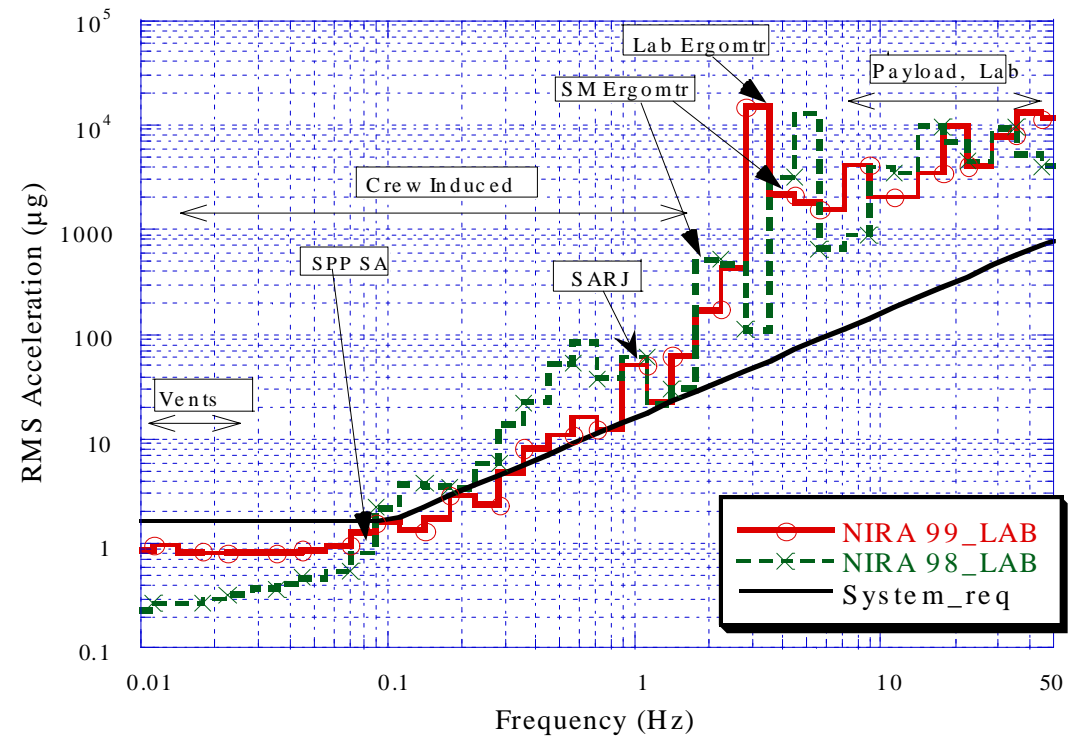 10^5
10^4
1000
100
10
1
0.1
RMS Acceleration (µg)
Lab Ergomtr
Payload, Lab
SM Ergomtr
Crew Induced
SPP SA
SARJ
Vents
NIRA 99_LAB
NIRA 98_LAB
System_req
0.01
0.1
1
10
50
Frequency (Hz)